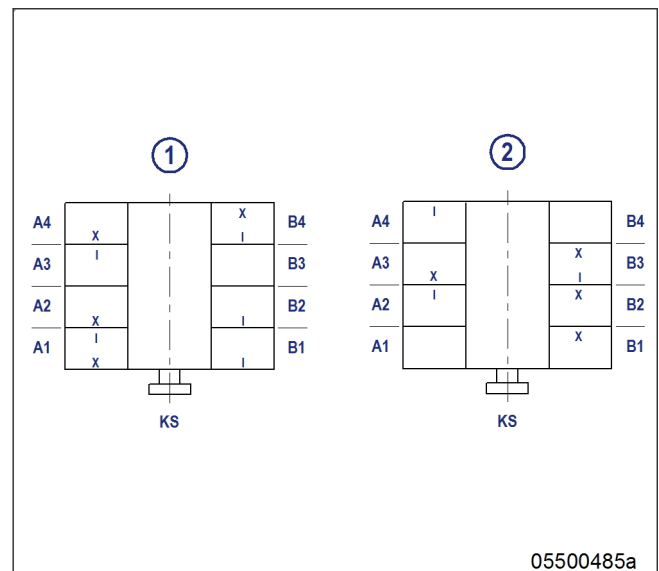 1 2
A4 X X I B4 A4 I B4
A3 I B3 A3 X X I B3
A2 X I B2 A2 I X B2
A1 I X I B1 A1 X B1
KS KS
05500485a